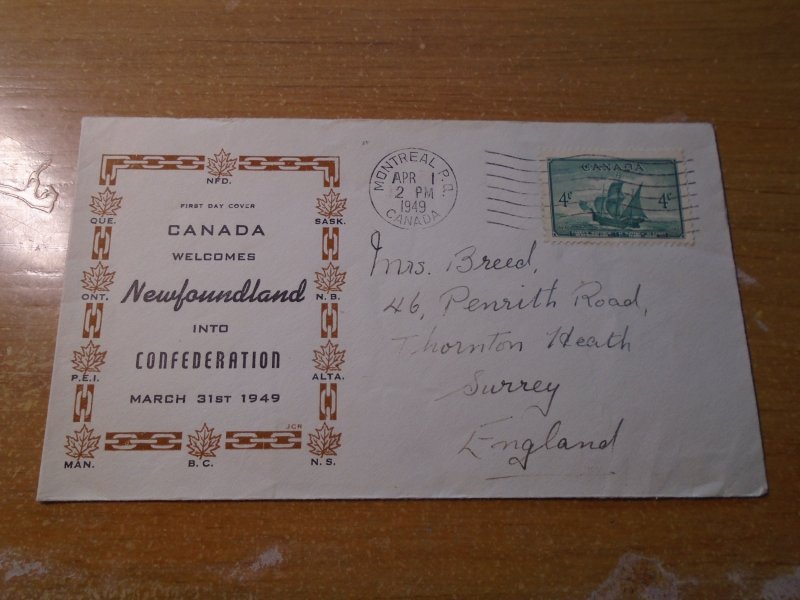 NFD.
QUE.
SASK.
ONT.
N.B.
P.E.I.
ALTA.
MAN.
B.C.
N.S.
JCR
FIRST DAY COVER
CANADA
WELCOMES
Newfoundland
INTO
CONFEDERATION
MARCH 31ST 1949
MONTREAL P.Q.
APR 1
2 PM
1949
CANADA
CANADA
4¢ 4¢
Mrs. Breed,
46, Penrith Road,
Thornton Heath
Surrey
England